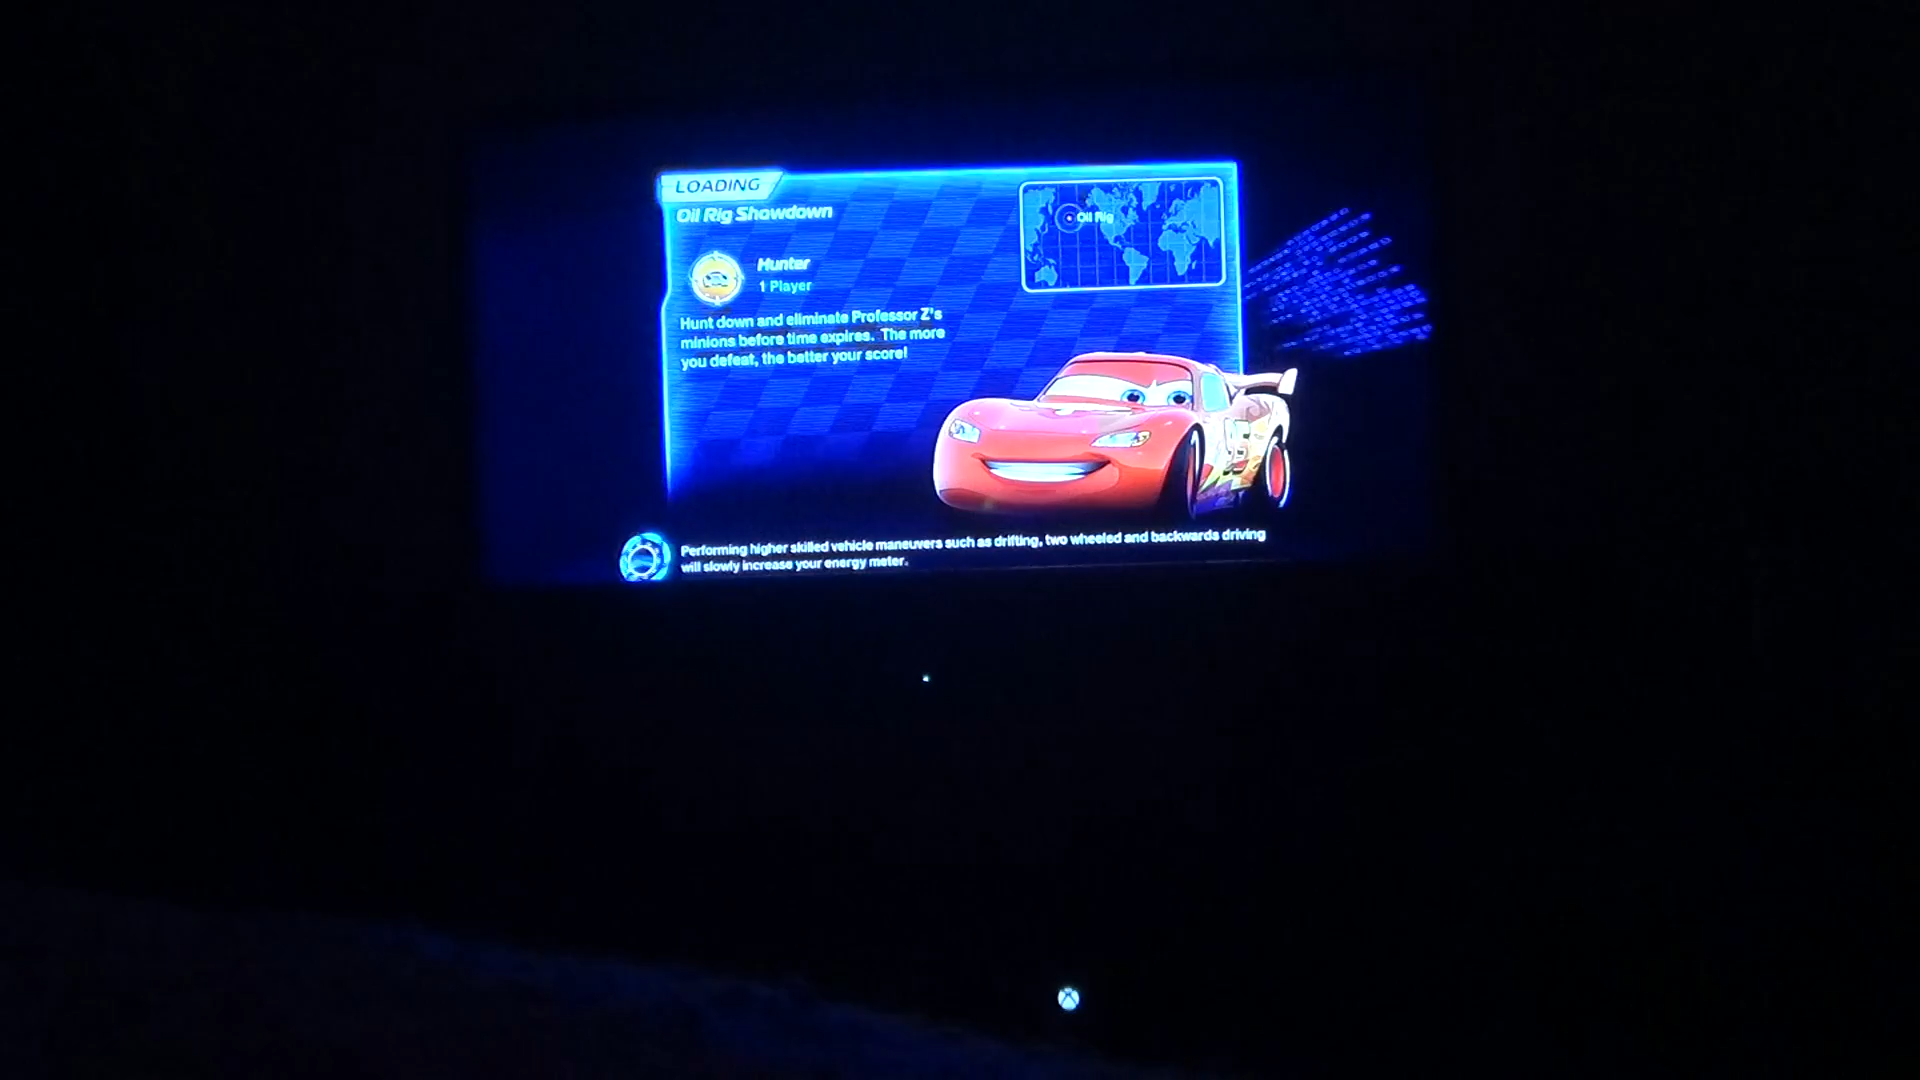 LOADING
Oil Rig Showdown
Oil Rig
Hunter
1 Player
Hunt down and eliminate Professor Z's
minions before time expires. The more
you defeat, the better your score!
95
Performing higher skilled vehicle maneuvers such as drifting, two wheeled and backwards driving
will slowly increase your energy meter.